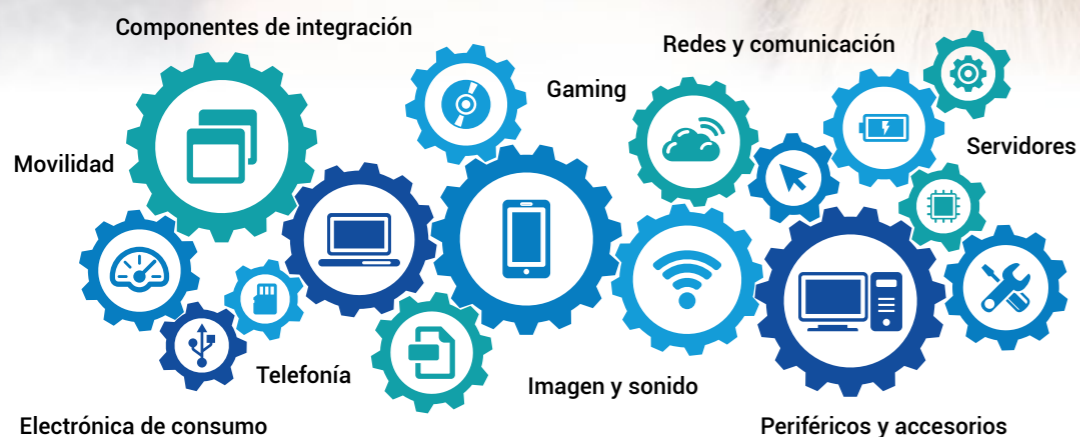 Componentes de integración
Redes y comunicación
Gaming
Servidores
Movilidad
Telefonía
Imagen y sonido
Electrónica de consumo
Periféricos y accesorios